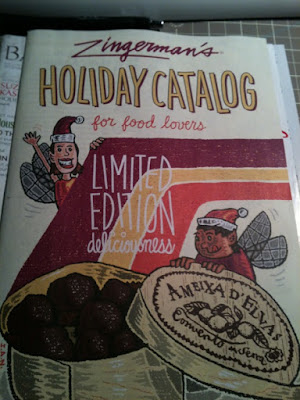 Zingerman's
HOLIDAY CATALOG
for food lovers
LIMITED
EDITION
deliciousness
AMEIXA D'ELVAS